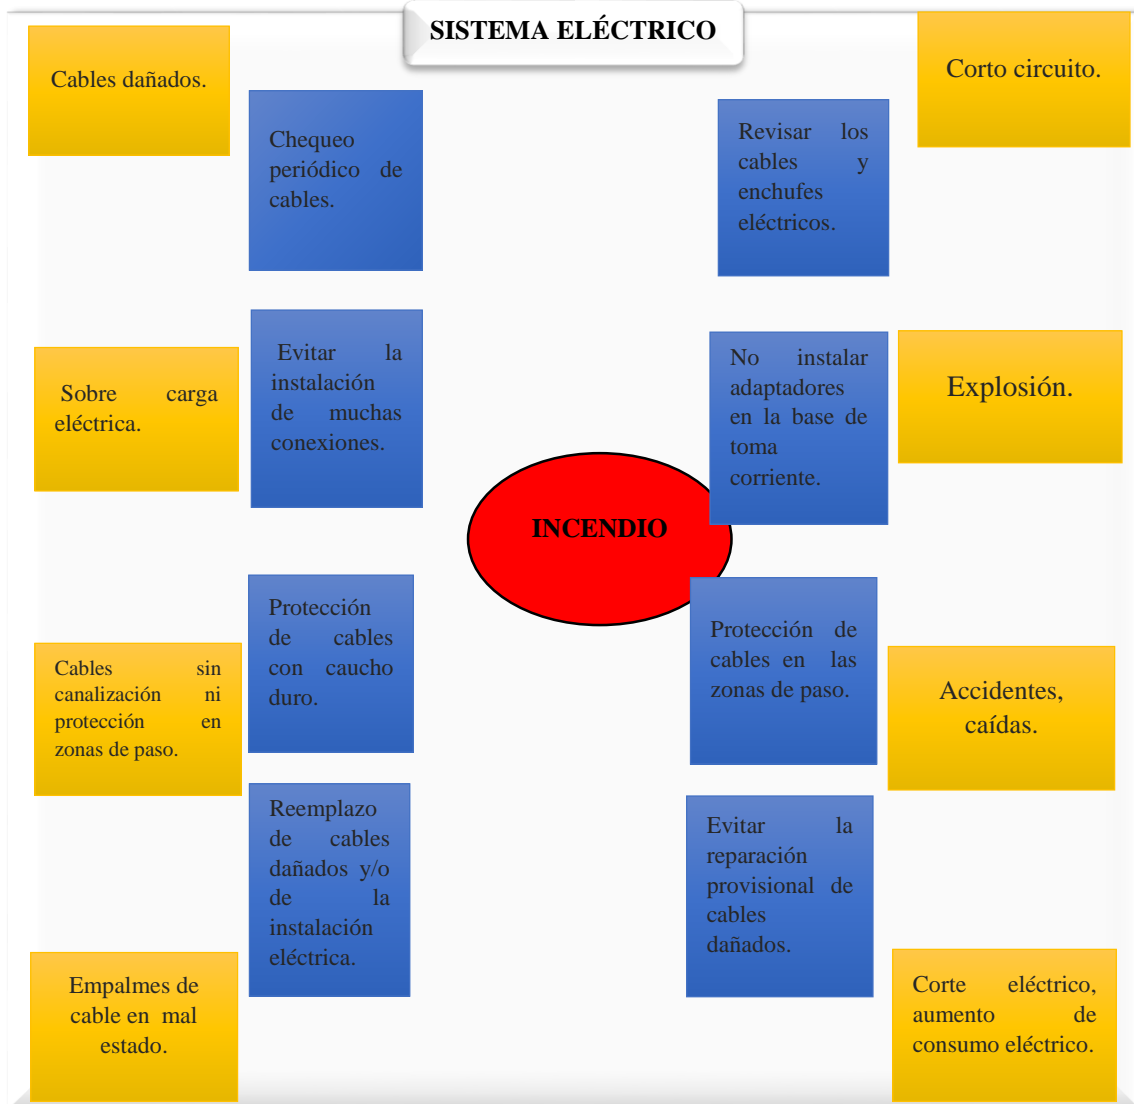 SISTEMA ELÉCTRICO
Cables dañados.
Chequeo
periódico de
cables.
Revisar los
cables y
enchufes
eléctricos.
Corto circuito.
Sobre carga
eléctrica.
Evitar la
instalación
de muchas
conexiones.
No instalar
adaptadores
en la base de
toma
corriente.
Explosión.
INCENDIO
Cables sin
canalización ni
protección en
zonas de paso.
Protección
de cables
con caucho
duro.
Protección de
cables en las
zonas de paso.
Accidentes,
caídas.
Empalmes de
cable en mal
estado.
Reemplazo
de cables
dañados y/o
de la
instalación
eléctrica.
Evitar la
reparación
provisional de
cables
dañados.
Corte eléctrico,
aumento de
consumo eléctrico.